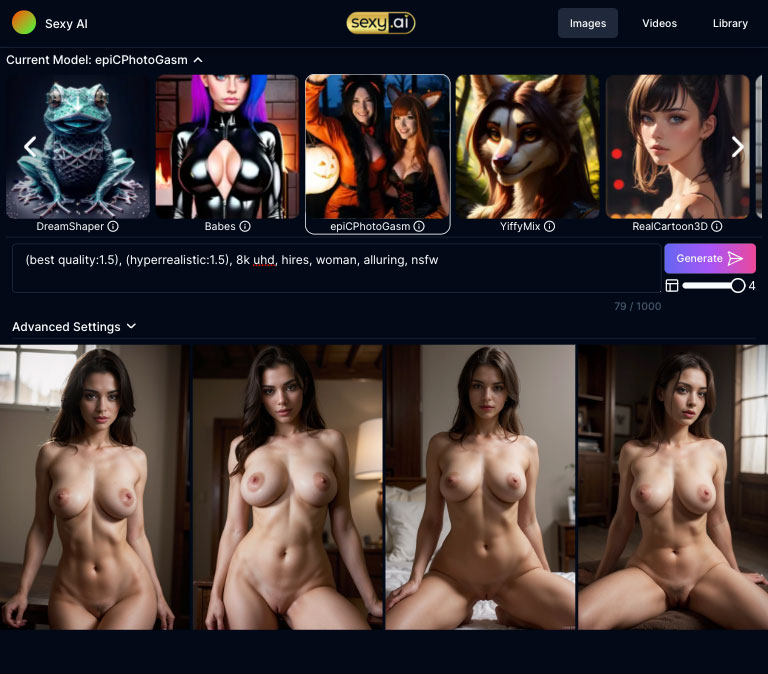 Sexy AI
sexy.ai
Images
Videos
Library
Current Model: epiCPhotoGasm
DreamShaper
Babes
epiCPhotoGasm
YiffyMix
RealCartoon3D
(best quality:1.5), (hyperrealistic:1.5), 8k uhd, hires, woman, alluring, nsfw
Generate
4
79 / 1000
Advanced Settings